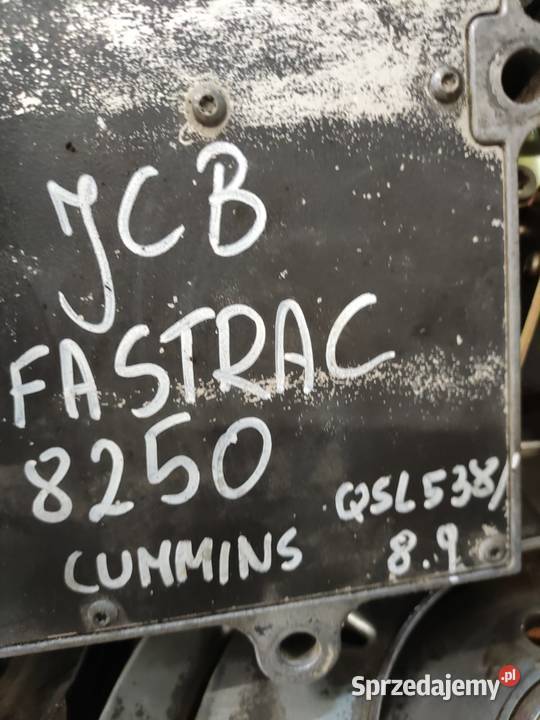 JCB
FASTRAC
8250
QSL538/
CUMMINS 8.9
Sprzedajemy.pl